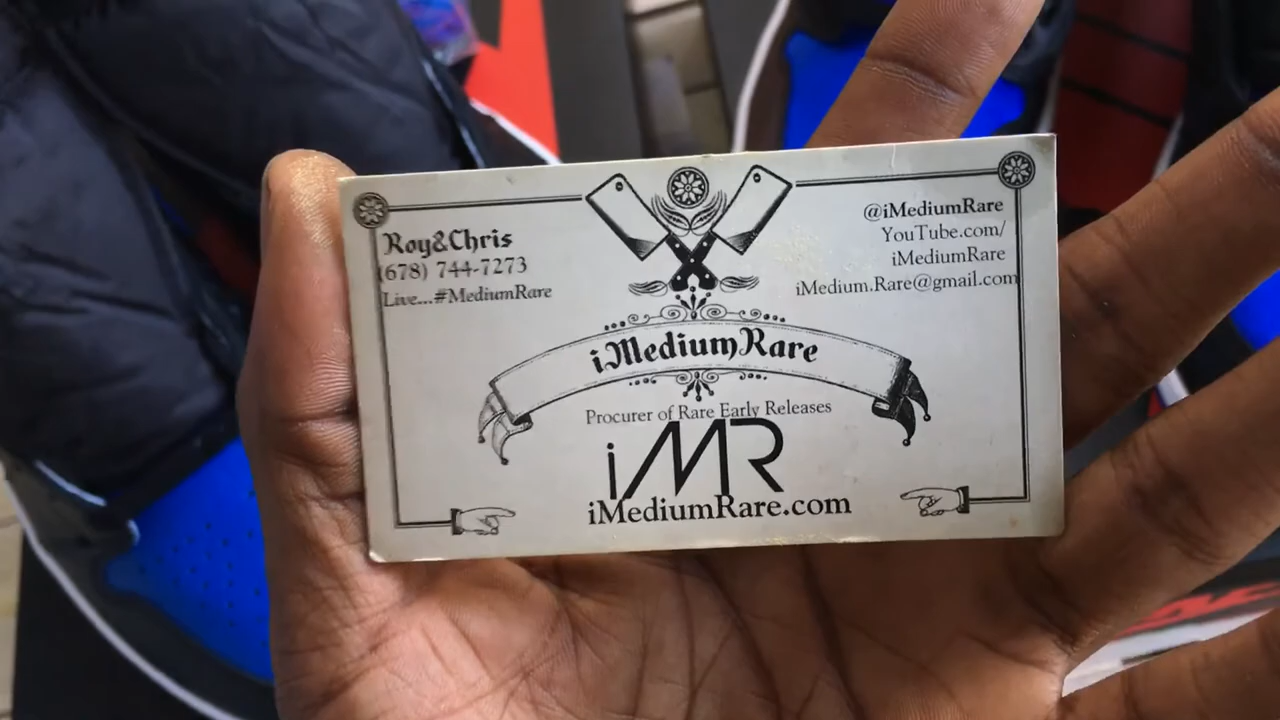 Roy&Chris
(678) 744-7273
Live...#MediumRare
@iMediumRare
YouTube.com/
iMediumRare
iMedium.Rare@gmail.com
iMediumRare
Procurer of Rare Early Releases
iMR
iMediumRare.com